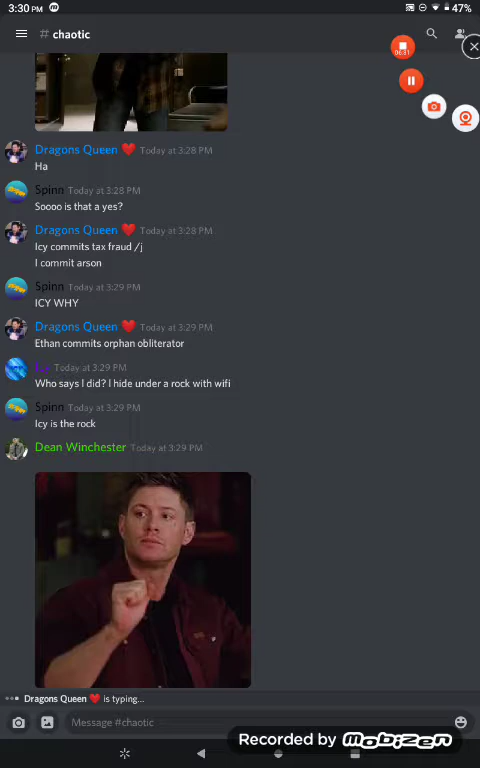 3:30 PM
47%
# chaotic
06:31
Dragons Queen ❤️ Today at 3:28 PM
Ha
Spinn Today at 3:28 PM
Soooo is that a yes?
Dragons Queen ❤️ Today at 3:28 PM
Icy commits tax fraud /j
I commit arson
Spinn Today at 3:29 PM
ICY WHY
Dragons Queen ❤️ Today at 3:29 PM
Ethan commits orphan obliterator
Today at 3:29 PM
Who says I did? I hide under a rock with wifi
Spinn Today at 3:29 PM
Icy is the rock
Dean Winchester Today at 3:29 PM
Dragons Queen ❤️ is typing...
Message #chaotic
Recorded by Mobizen